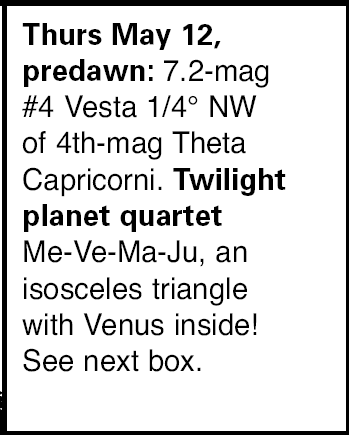 Thurs May 12,
predawn: 7.2-mag
#4 Vesta 1/4° NW
of 4th-mag Theta
Capricorni. Twilight
planet quartet
Me-Ve-Ma-Ju, an
isosceles triangle
with Venus inside!
See next box.